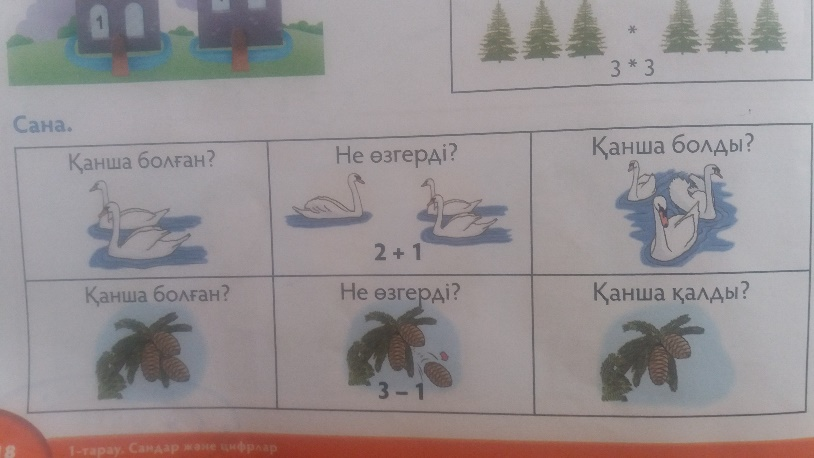 1
3 * 3
*
Сана.
Қанша болған?
Не өзгерді?
Қанша болды?
2 + 1
Қанша болған?
Не өзгерді?
Қанша қалды?
3 – 1
1-тарау. Сандар және цифрлар